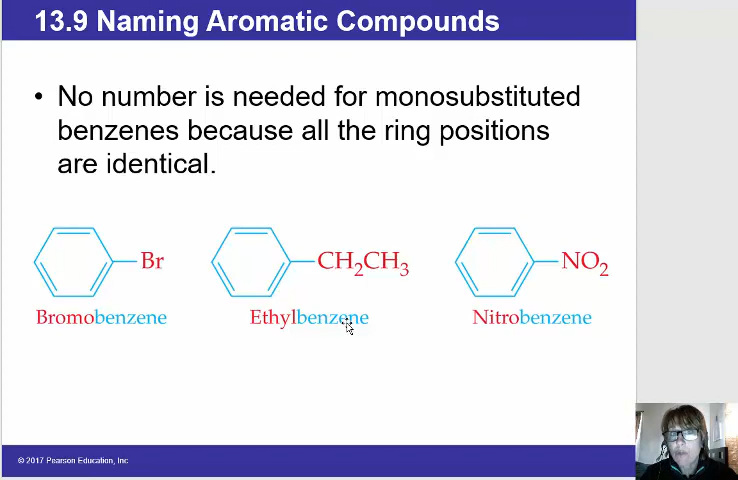 13.9 Naming Aromatic Compounds
• No number is needed for monosubstituted
benzenes because all the ring positions
are identical.
Br
CH₂CH₃
NO₂
Bromobenzene
Ethylbenzene
Nitrobenzene
© 2017 Pearson Education, Inc